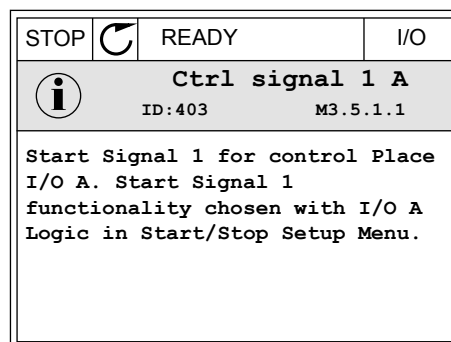 STOP READY I/O
Ctrl signal 1 A
ID:403 M3.5.1.1
Start Signal 1 for control Place
I/O A. Start Signal 1
functionality chosen with I/O A
Logic in Start/Stop Setup Menu.